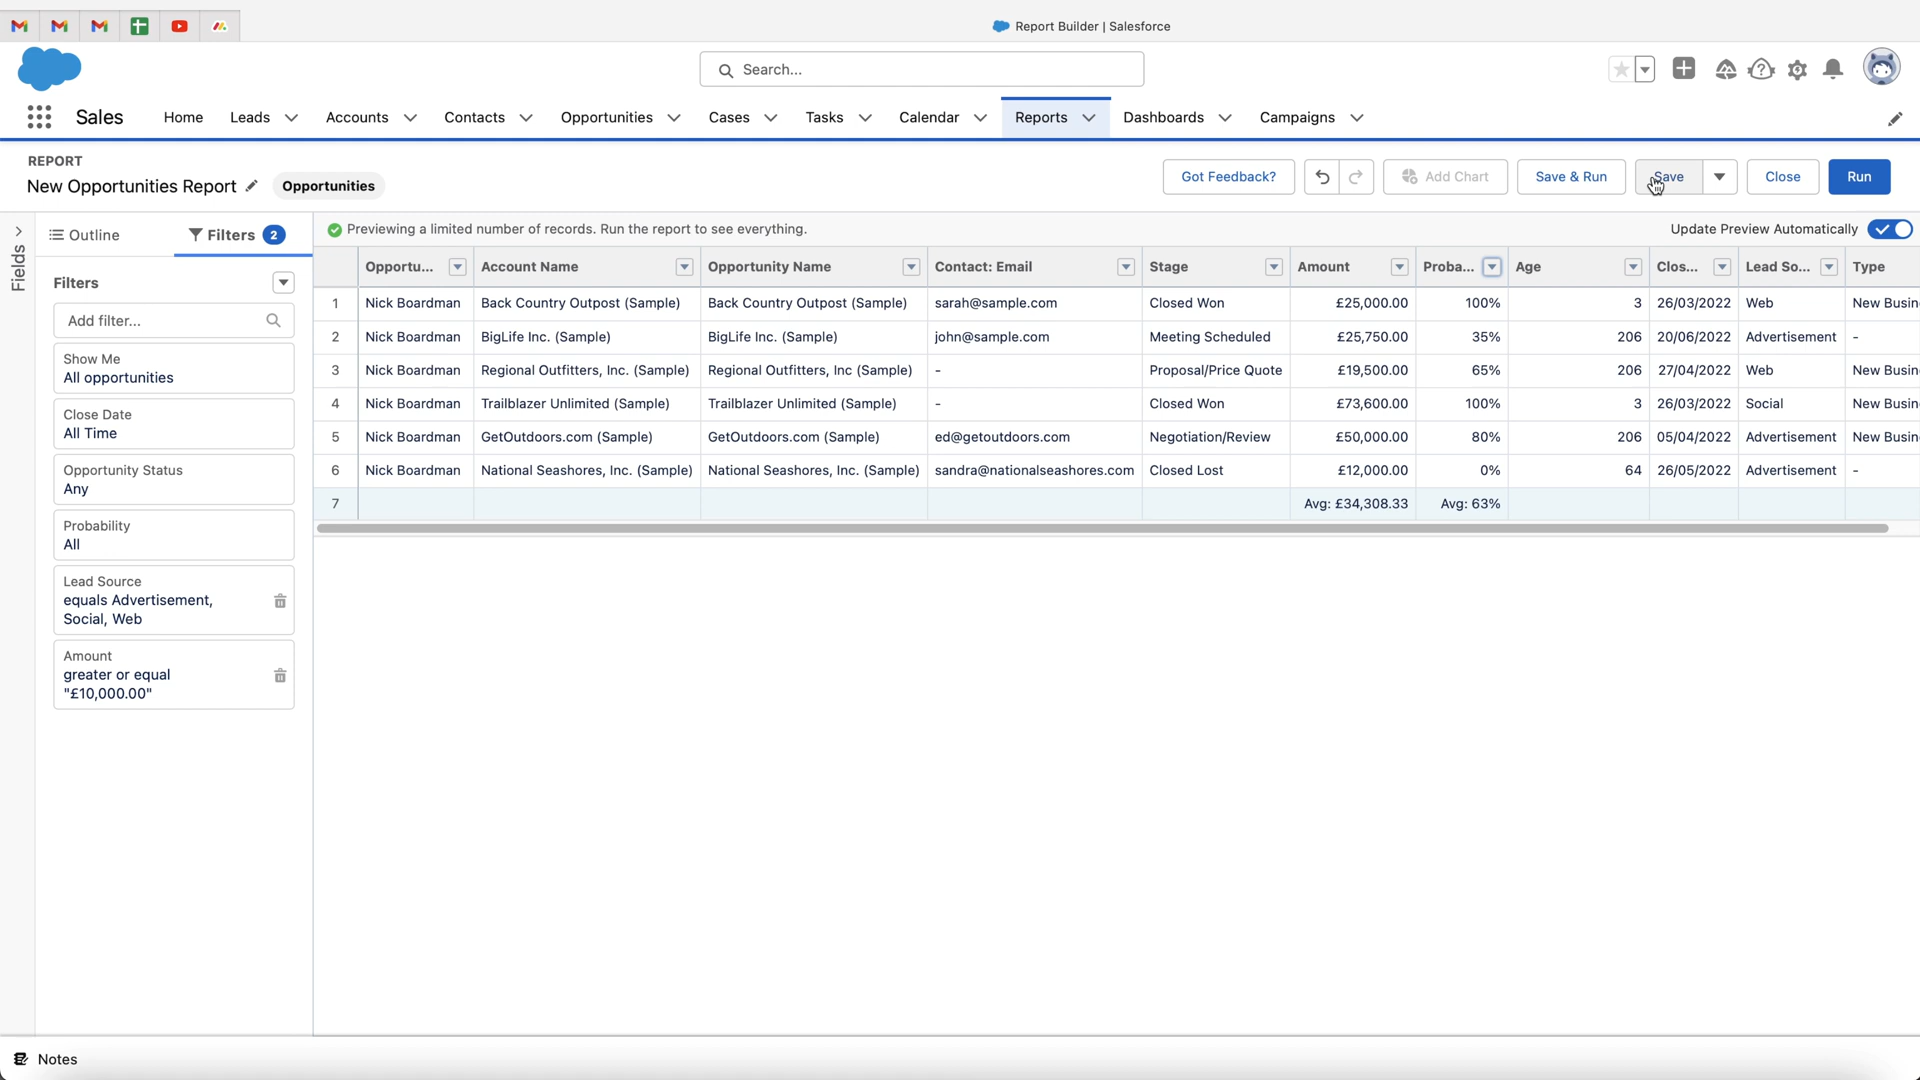 Report Builder | Salesforce
Search...
Sales Home Leads Accounts Contacts Opportunities Cases Tasks Calendar Reports Dashboards Campaigns
REPORT
New Opportunities Report Opportunities
Got Feedback? Add Chart Save & Run Save Close Run
Fields
Outline Filters 2
Filters
Add filter...
Show Me
All opportunities
Close Date
All Time
Opportunity Status
Any
Probability
All
Lead Source
equals Advertisement,
Social, Web
Amount
greater or equal
"£10,000.00"
Previewing a limited number of records. Run the report to see everything. Update Preview Automatically
Opportu... Account Name Opportunity Name Contact: Email Stage Amount Proba... Age Clos... Lead So... Type
1 Nick Boardman Back Country Outpost (Sample) Back Country Outpost (Sample) sarah@sample.com Closed Won £25,000.00 100% 3 26/03/2022 Web New Busin
2 Nick Boardman BigLife Inc. (Sample) BigLife Inc. (Sample) john@sample.com Meeting Scheduled £25,750.00 35% 206 20/06/2022 Advertisement -
3 Nick Boardman Regional Outfitters, Inc. (Sample) Regional Outfitters, Inc (Sample) - Proposal/Price Quote £19,500.00 65% 206 27/04/2022 Web New Busin
4 Nick Boardman Trailblazer Unlimited (Sample) Trailblazer Unlimited (Sample) - Closed Won £73,600.00 100% 3 26/03/2022 Social New Busin
5 Nick Boardman GetOutdoors.com (Sample) GetOutdoors.com (Sample) ed@getoutdoors.com Negotiation/Review £50,000.00 80% 206 05/04/2022 Advertisement New Busin
6 Nick Boardman National Seashores, Inc. (Sample) National Seashores, Inc. (Sample) sandra@nationalseashores.com Closed Lost £12,000.00 0% 64 26/05/2022 Advertisement -
7 Avg: £34,308.33 Avg: 63%
Notes